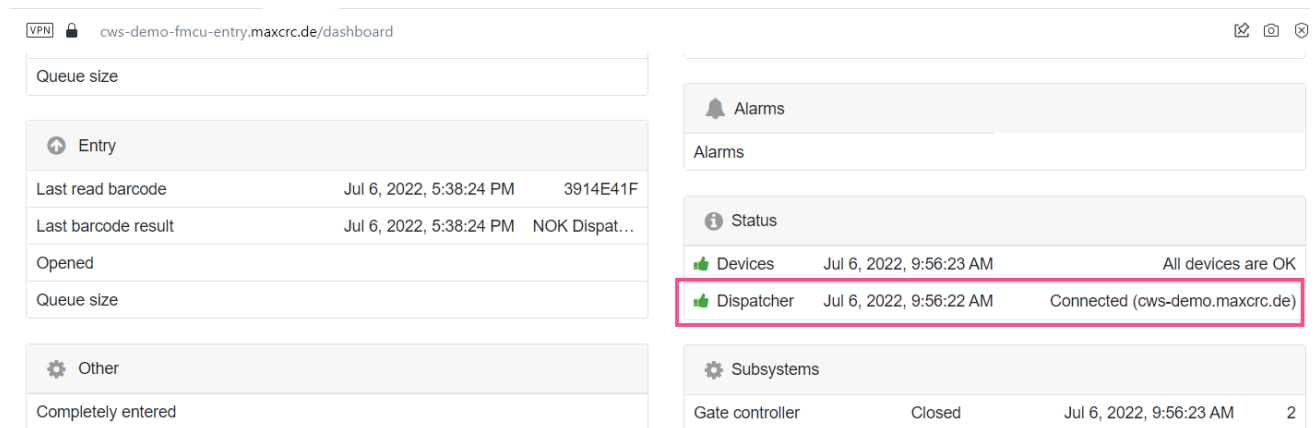 VPN cws-demo-fmcu-entry.maxcrc.de/dashboard
Queue size
Entry
Last read barcode Jul 6, 2022, 5:38:24 PM 3914E41F
Last barcode result Jul 6, 2022, 5:38:24 PM NOK Dispat...
Opened
Queue size
Other
Completely entered
Alarms
Alarms
Status
Devices Jul 6, 2022, 9:56:23 AM All devices are OK
Dispatcher Jul 6, 2022, 9:56:22 AM Connected (cws-demo.maxcrc.de)
Subsystems
Gate controller Closed Jul 6, 2022, 9:56:23 AM 2